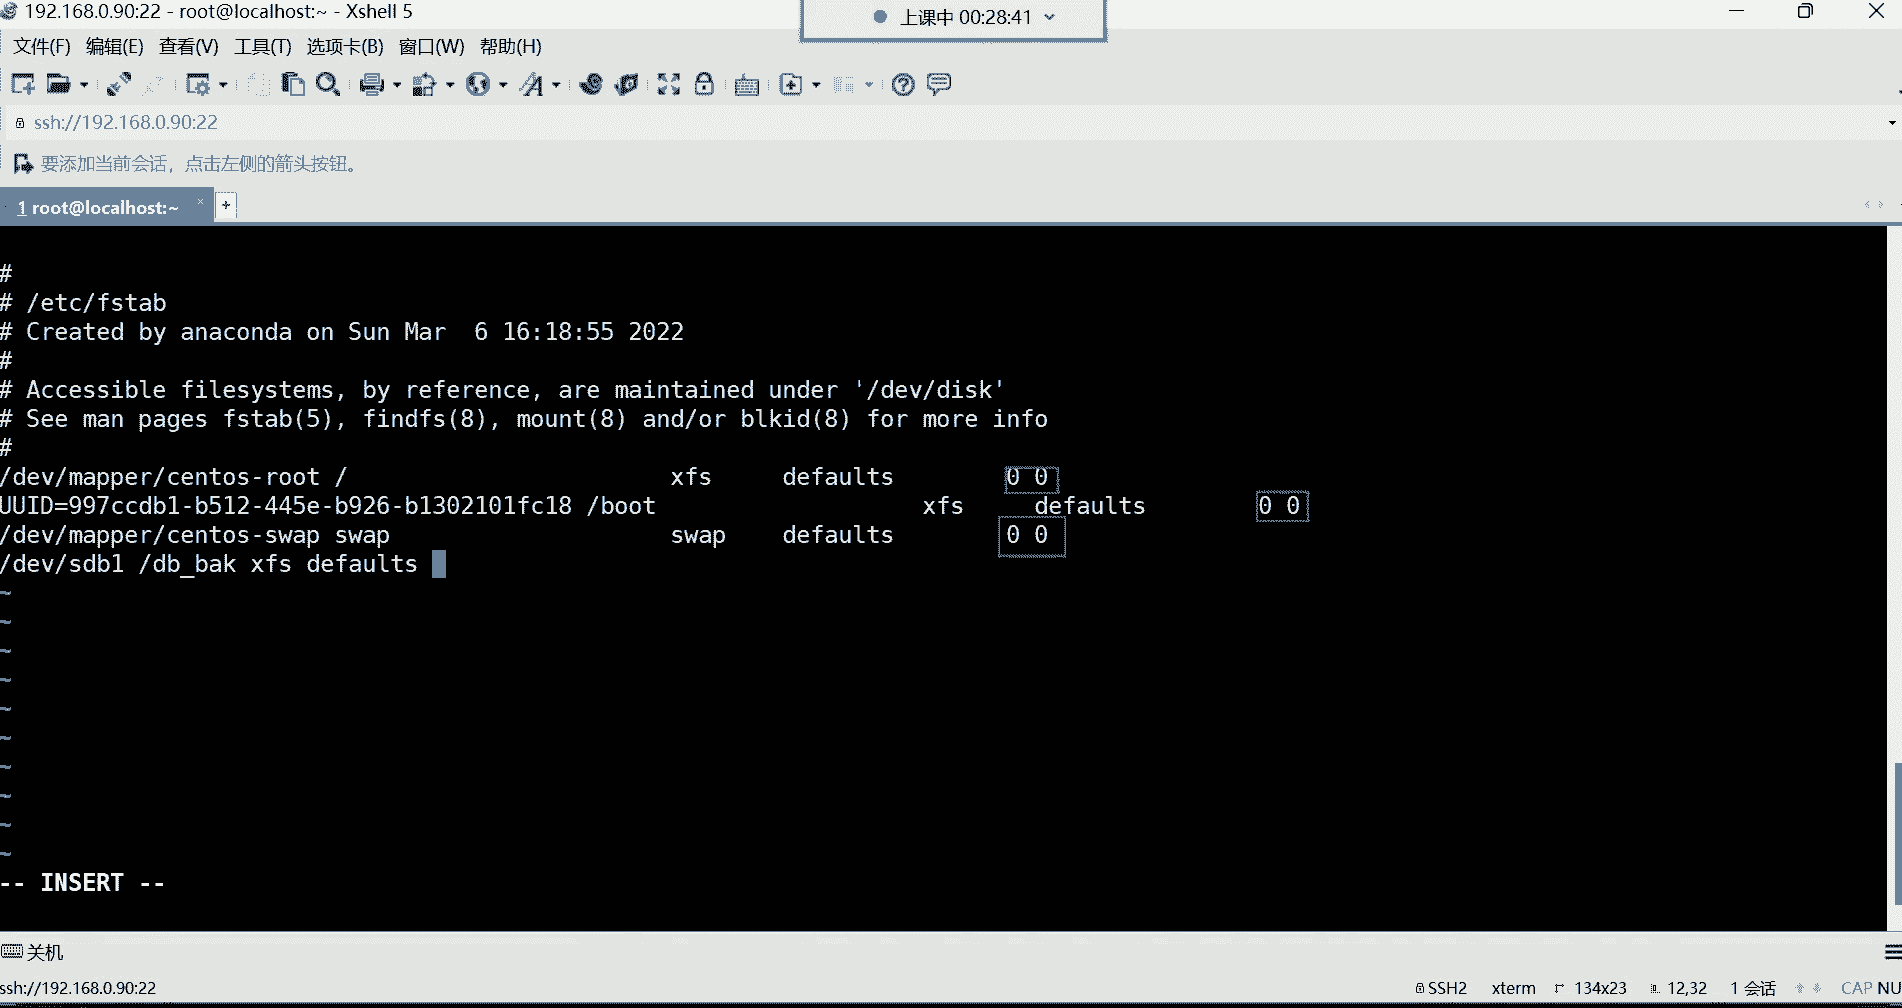 192.168.0.90:22 - root@localhost:~ - Xshell 5
上课中 00:28:41
文件(F) 编辑(E) 查看(V) 工具(T) 选项卡(B) 窗口(W) 帮助(H)
ssh://192.168.0.90:22
要添加当前会话，点击左侧的箭头按钮。
1 root@localhost:~ × +
#
# /etc/fstab
# Created by anaconda on Sun Mar  6 16:18:55 2022
#
# Accessible filesystems, by reference, are maintained under '/dev/disk'
# See man pages fstab(5), findfs(8), mount(8) and/or blkid(8) for more info
#
/dev/mapper/centos-root / xfs defaults 0 0
UUID=997ccdb1-b512-445e-b926-b1302101fc18 /boot xfs defaults 0 0
/dev/mapper/centos-swap swap swap defaults 0 0
/dev/sdb1 /db_bak xfs defaults
~
~
~
~
~
~
~
~
~
~
-- INSERT --
关机
ssh://192.168.0.90:22 SSH2 xterm 134x23 12,32 1 会话 CAP NU